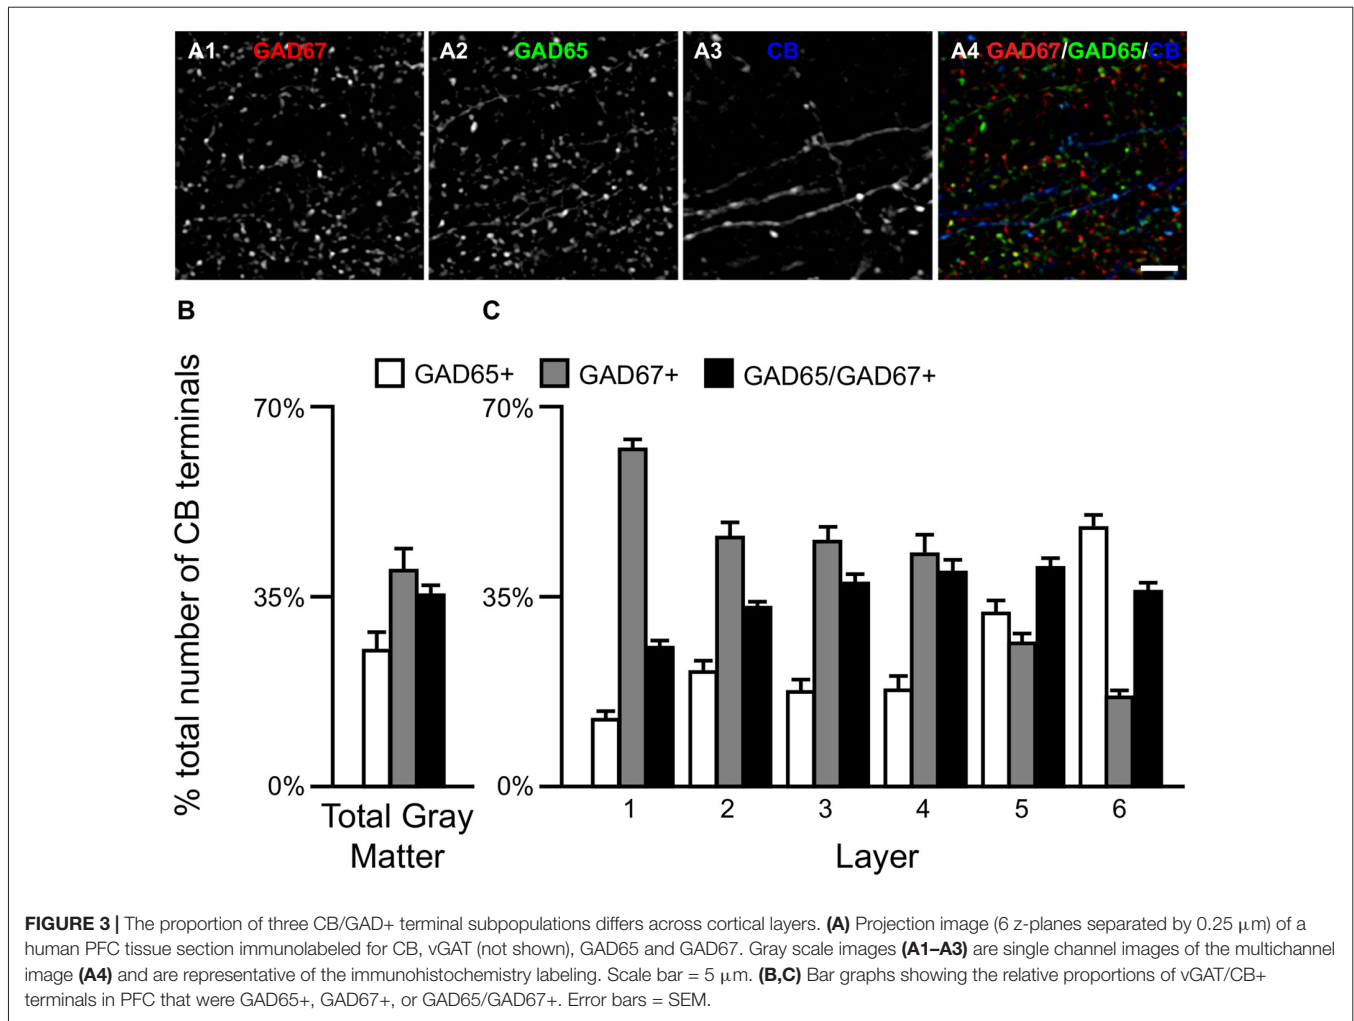 A1 GAD67
A2 GAD65
A3 CB
A4 GAD67/GAD65/CB
B
C
GAD65+ GAD67+ GAD65/GAD67+
% total number of CB terminals
70%
35%
0%
Total Gray
Matter
70%
35%
0%
1 2 3 4 5 6
Layer
FIGURE 3 | The proportion of three CB/GAD+ terminal subpopulations differs across cortical layers. (A) Projection image (6 z-planes separated by 0.25 μm) of a
human PFC tissue section immunolabeled for CB, vGAT (not shown), GAD65 and GAD67. Gray scale images (A1–A3) are single channel images of the multichannel
image (A4) and are representative of the immunohistochemistry labeling. Scale bar = 5 μm. (B,C) Bar graphs showing the relative proportions of vGAT/CB+
terminals in PFC that were GAD65+, GAD67+, or GAD65/GAD67+. Error bars = SEM.